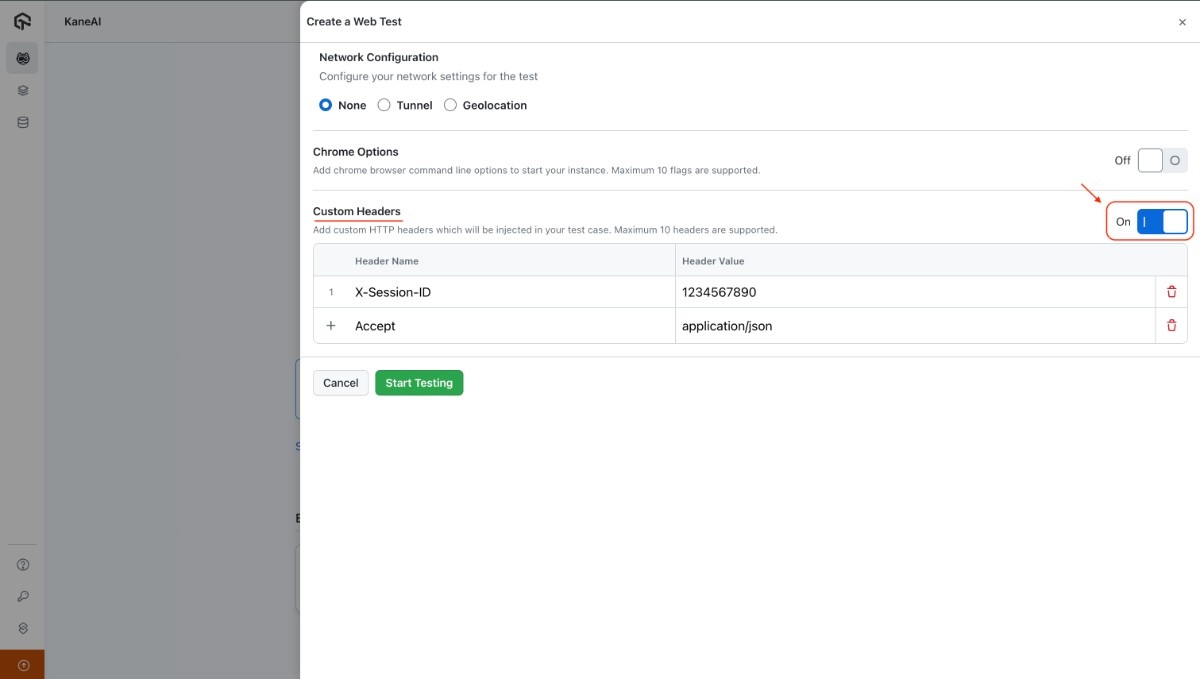 KaneAI
Create a Web Test
Network Configuration
Configure your network settings for the test
None Tunnel Geolocation
Chrome Options
Add chrome browser command line options to start your instance. Maximum 10 flags are supported.
Off
Custom Headers
Add custom HTTP headers which will be injected in your test case. Maximum 10 headers are supported.
On
Header Name Header Value
1 X-Session-ID 1234567890
+ Accept application/json
Cancel Start Testing